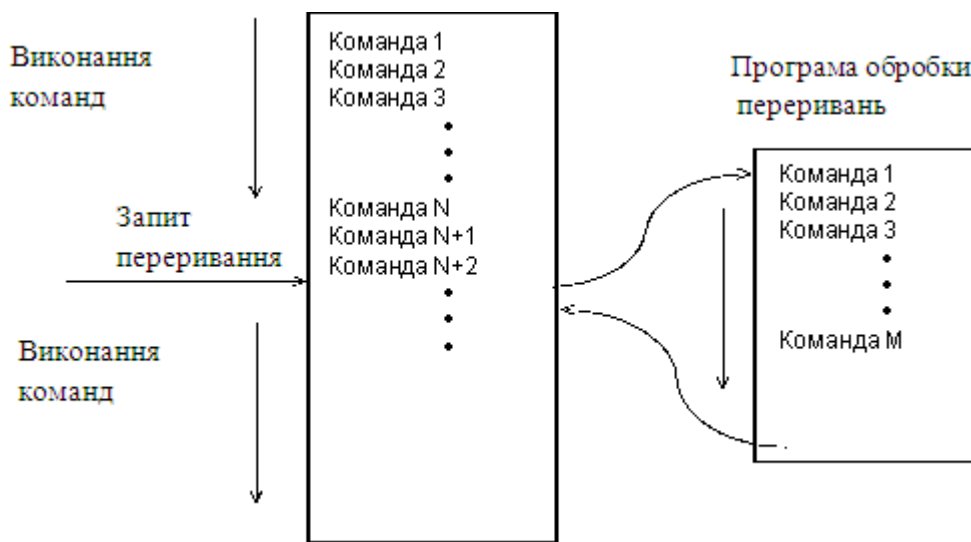 Виконання
команд
Запит
переривання
Виконання
команд
Команда 1
Команда 2
Команда 3
Команда N
Команда N+1
Команда N+2
Програма обробки
переривань
Команда 1
Команда 2
Команда 3
Команда M